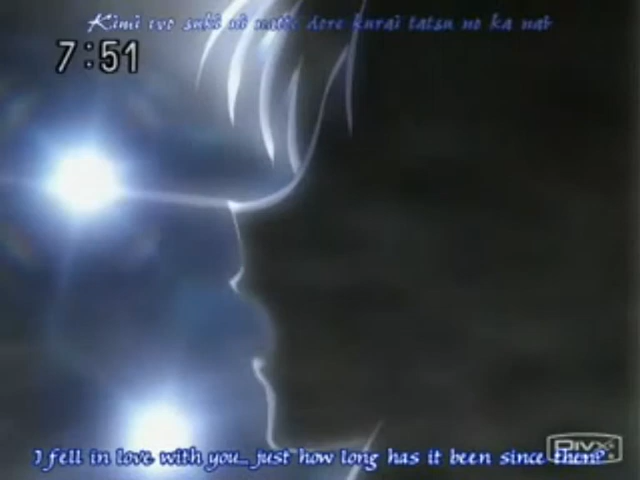 Kimi wo suki ni natte dore kurai tatsu no ka na?
7:51
DIVX
I fell in love with you... just how long has it been since then?